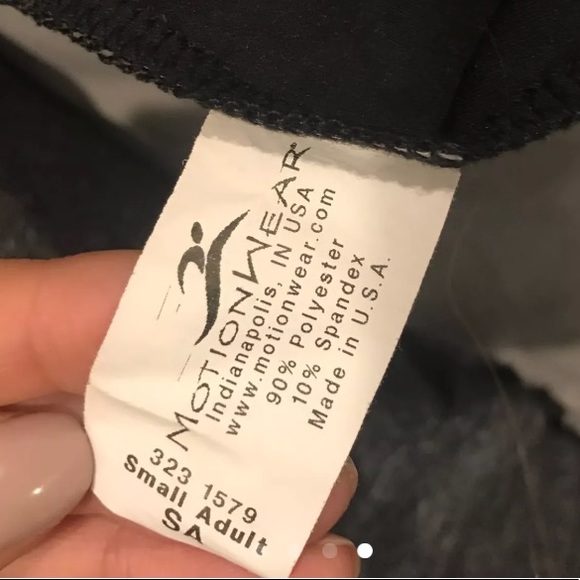 MOTIONWEAR
Indianapolis, IN USA
www.motionwear.com
90% Polyester
10% Spandex
Made in U.S.A.
323 1579
Small Adult
SA